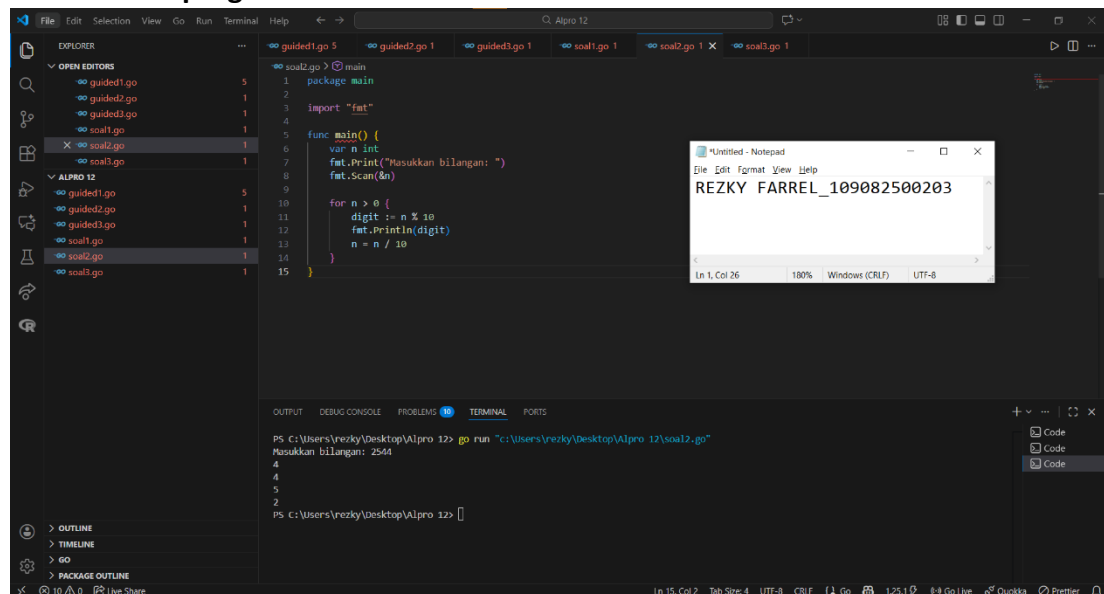 File Edit Selection View Go Run Terminal Help
Alpro 12
EXPLORER
OPEN EDITORS
guided1.go 5
guided2.go 1
guided3.go 1
soal1.go 1
soal2.go 1
soal3.go 1
ALPRO 12
guided1.go 5
guided2.go 1
guided3.go 1
soal1.go 1
soal2.go 1
soal3.go 1
OUTLINE
TIMELINE
GO
PACKAGE OUTLINE
guided1.go 5 guided2.go 1 guided3.go 1 soal1.go 1 soal2.go 1 soal3.go 1
soal2.go > main
1 package main
2
3 import "fmt"
4
5 func main() {
6 var n int
7 fmt.Print("Masukkan bilangan: ")
8 fmt.Scan(&n)
9
10 for n > 0 {
11 digit := n % 10
12 fmt.Println(digit)
13 n = n / 10
14 }
15 }
*Untitled - Notepad
File Edit Format View Help
REZKY FARREL_109082500203
Ln 1, Col 26 180% Windows (CRLF) UTF-8
OUTPUT DEBUG CONSOLE PROBLEMS 10 TERMINAL PORTS
PS C:\Users\rezky\Desktop\Alpro 12> go run "c:\Users\rezky\Desktop\Alpro 12\soal2.go"
Masukkan bilangan: 2544
4
4
5
2
PS C:\Users\rezky\Desktop\Alpro 12>
Code
Code
Code
10 0 Live Share Ln 15, Col 2 Tab Size: 4 UTF-8 CRLF Go 1.25.1 Go Live Quokka Prettier